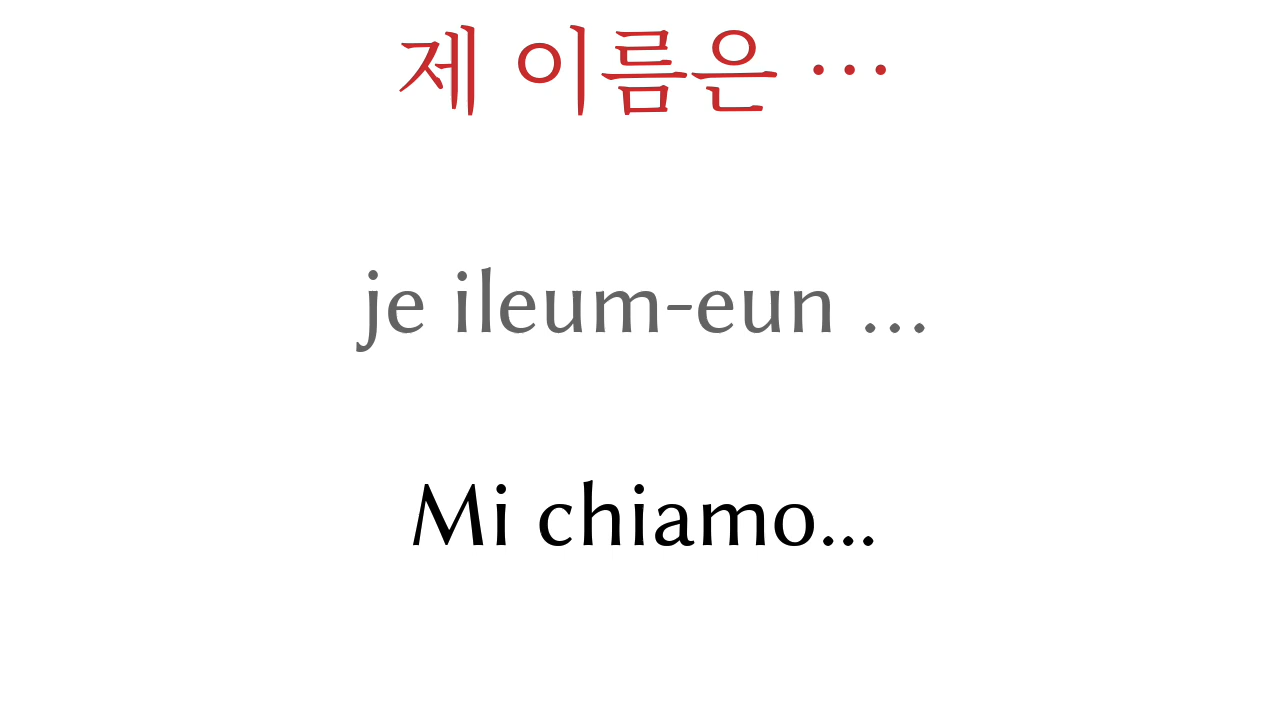 제 이름은 …
je ileum-eun …
Mi chiamo...